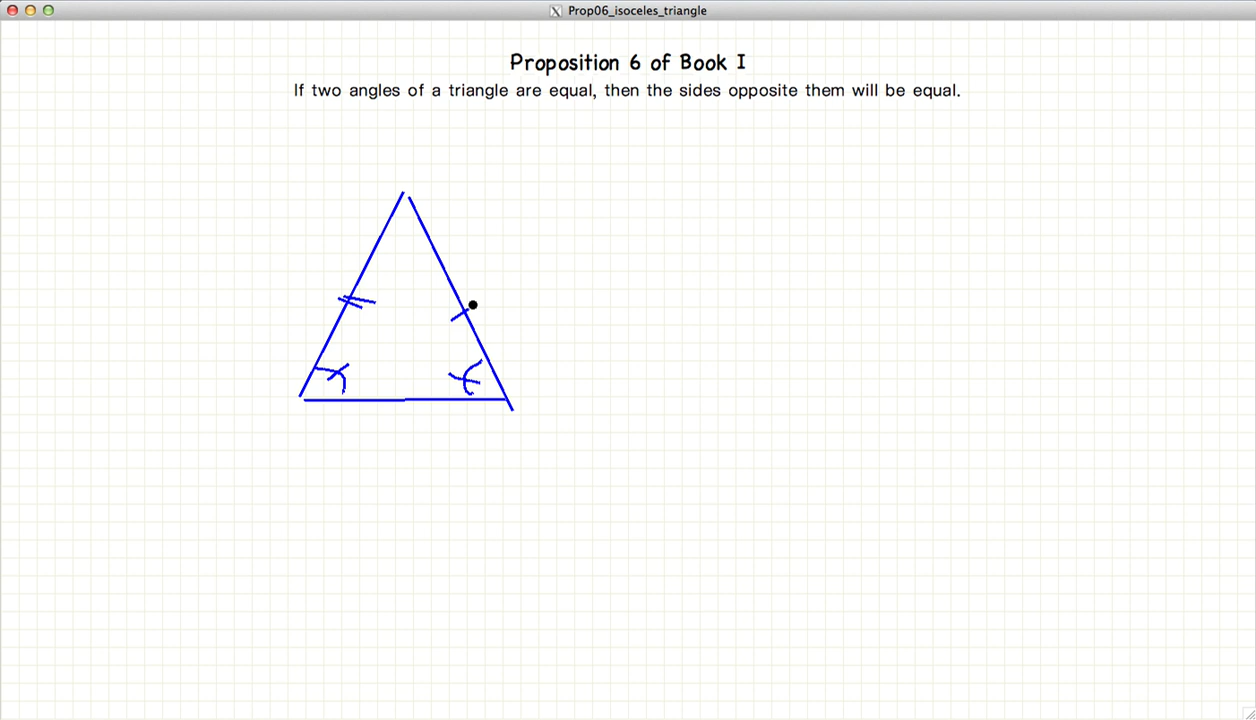 Prop06_isoceles_triangle
Proposition 6 of Book I
If two angles of a triangle are equal, then the sides opposite them will be equal.